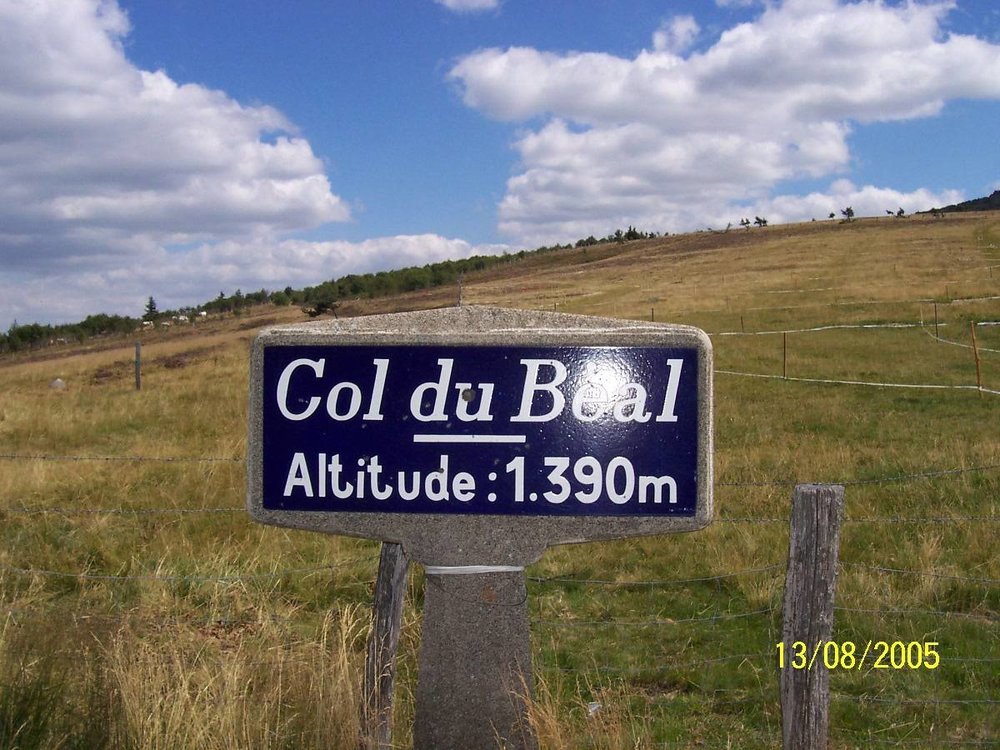 Col du Béal
Altitude : 1.390m
13/08/2005